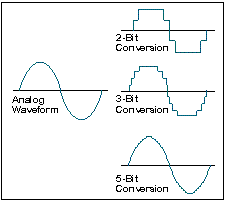 2-Bit
Conversion
Analog
Waveform
3-Bit
Conversion
5-Bit
Conversion